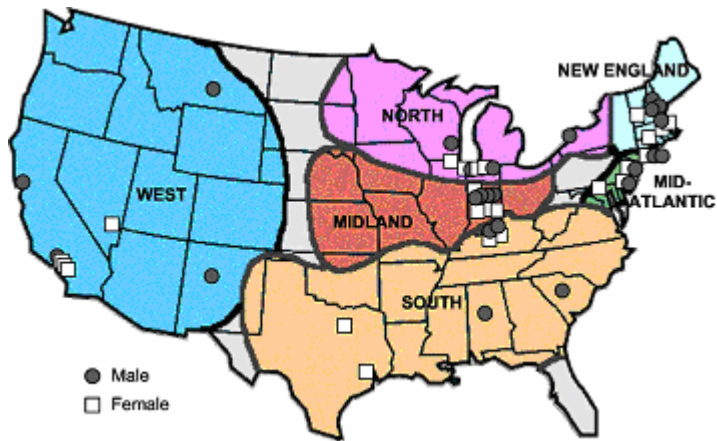 NEW ENGLAND
NORTH
WEST
MID-
ATLANTIC
MIDLAND
SOUTH
Male
Female